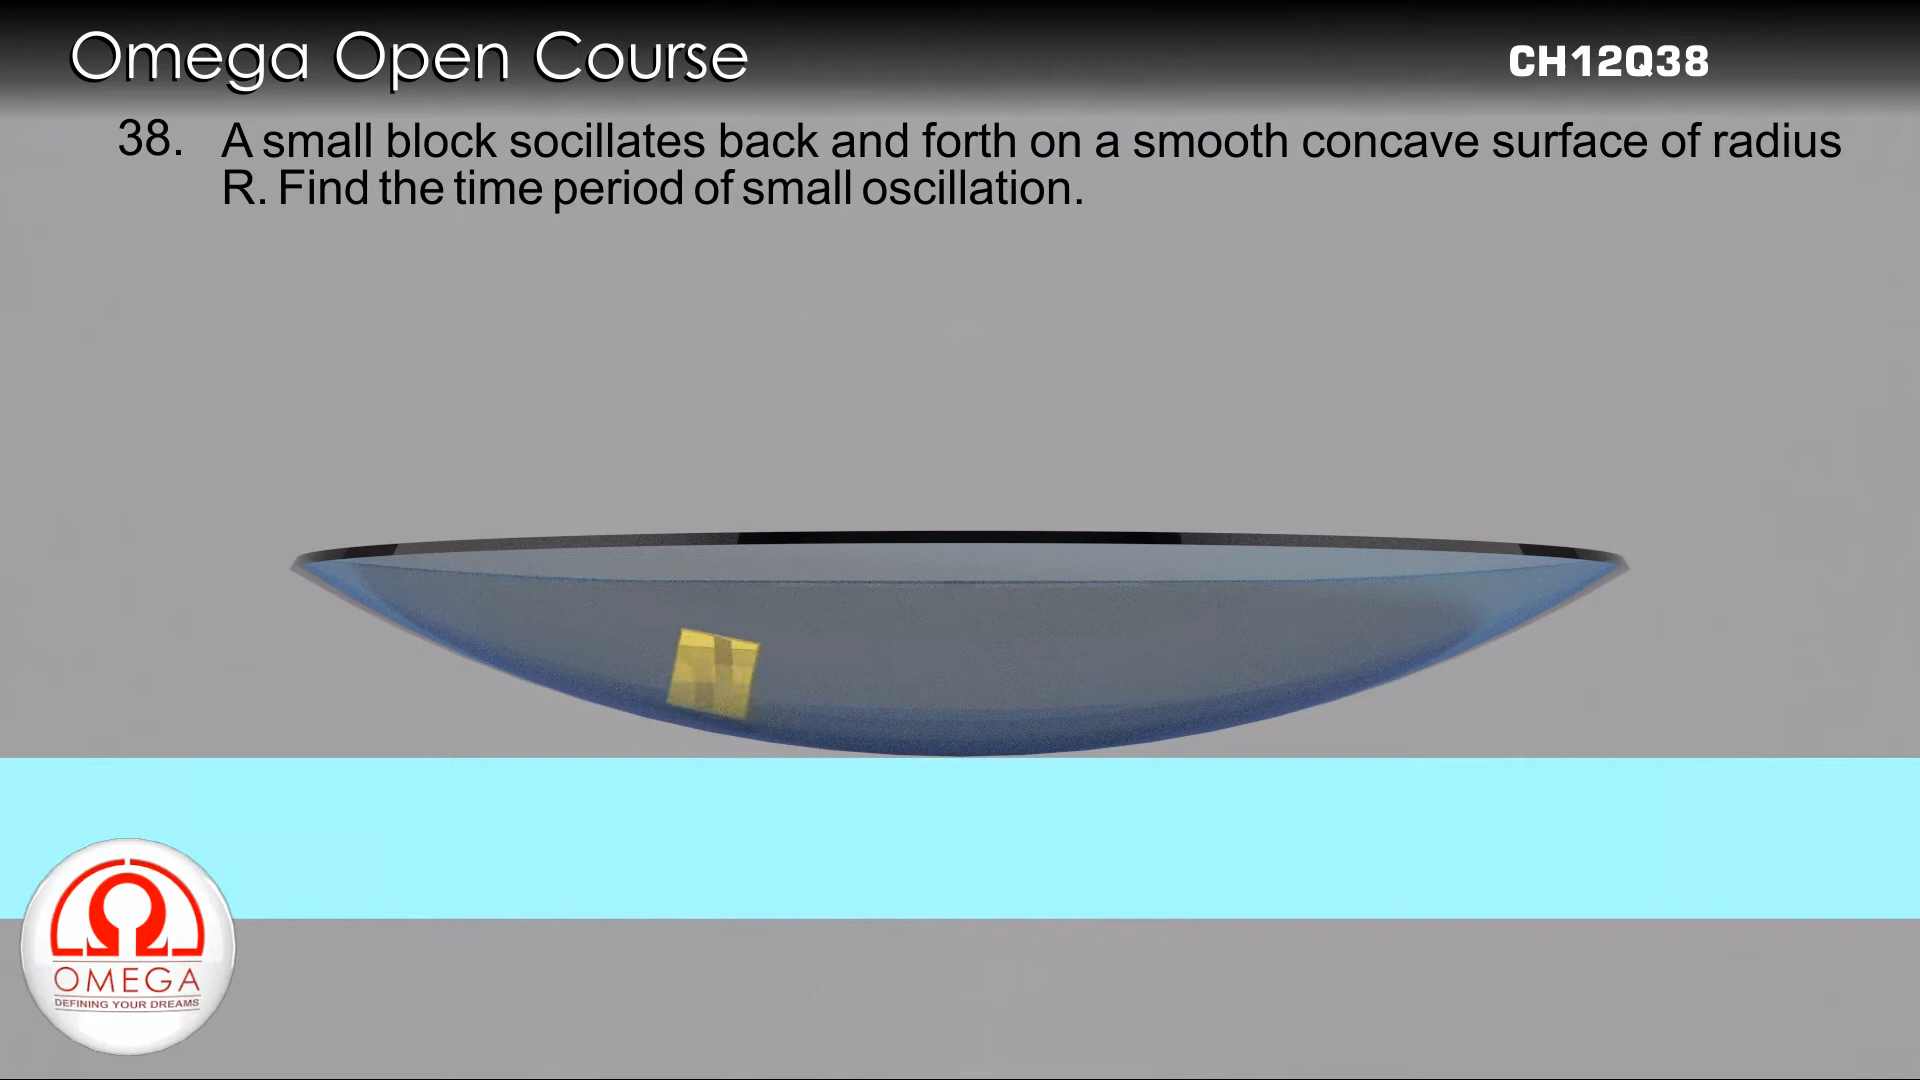 Omega Open Course
CH12Q38
38. A small block socillates back and forth on a smooth concave surface of radius
R. Find the time period of small oscillation.
OMEGA
DEFINING YOUR DREAMS